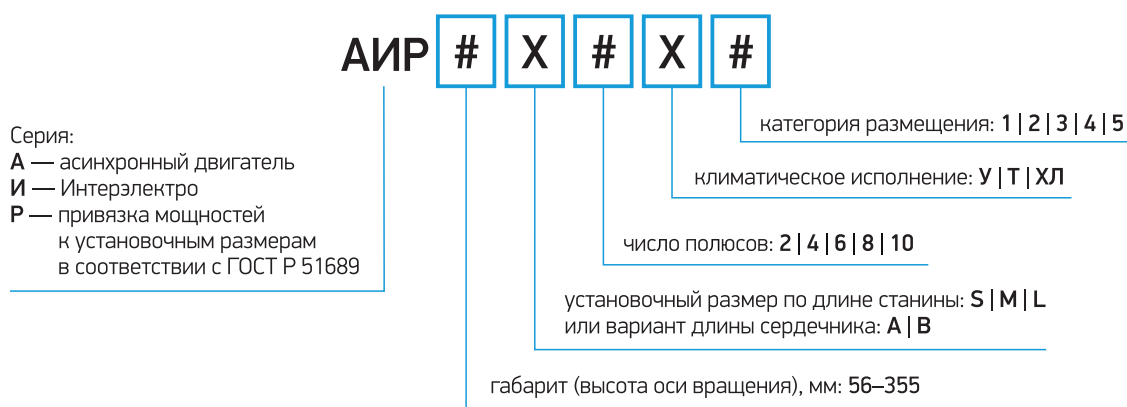 АИР # X # X #
Серия:
А — асинхронный двигатель
И — Интерэлектро
Р — привязка мощностей
к установочным размерам
в соответствии с ГОСТ Р 51689
категория размещения: 1 | 2 | 3 | 4 | 5
климатическое исполнение: У | Т | ХЛ
число полюсов: 2 | 4 | 6 | 8 | 10
установочный размер по длине станины: S | M | L
или вариант длины сердечника: A | B
габарит (высота оси вращения), мм: 56–355